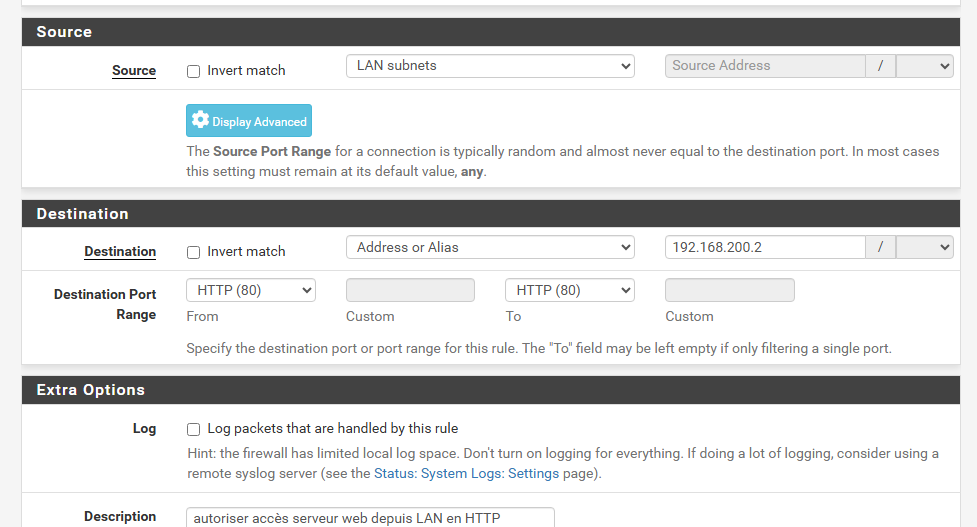 Source
Source Invert match LAN subnets Source Address /
Display Advanced
The Source Port Range for a connection is typically random and almost never equal to the destination port. In most cases
this setting must remain at its default value, any.
Destination
Destination Invert match Address or Alias 192.168.200.2 /
Destination Port
Range
HTTP (80) HTTP (80)
From Custom To Custom
Specify the destination port or port range for this rule. The "To" field may be left empty if only filtering a single port.
Extra Options
Log Log packets that are handled by this rule
Hint: the firewall has limited local log space. Don't turn on logging for everything. If doing a lot of logging, consider using a
remote syslog server (see the Status: System Logs: Settings page).
Description autoriser accès serveur web depuis LAN en HTTP